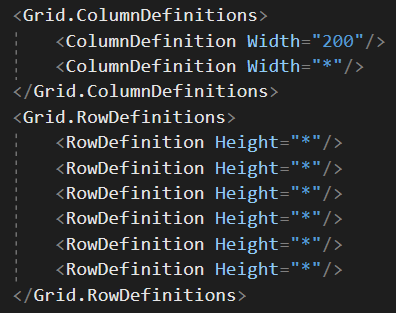 <Grid.ColumnDefinitions>
    <ColumnDefinition Width="200"/>
    <ColumnDefinition Width="*"/>
</Grid.ColumnDefinitions>
<Grid.RowDefinitions>
    <RowDefinition Height="*"/>
    <RowDefinition Height="*"/>
    <RowDefinition Height="*"/>
    <RowDefinition Height="*"/>
    <RowDefinition Height="*"/>
    <RowDefinition Height="*"/>
</Grid.RowDefinitions>